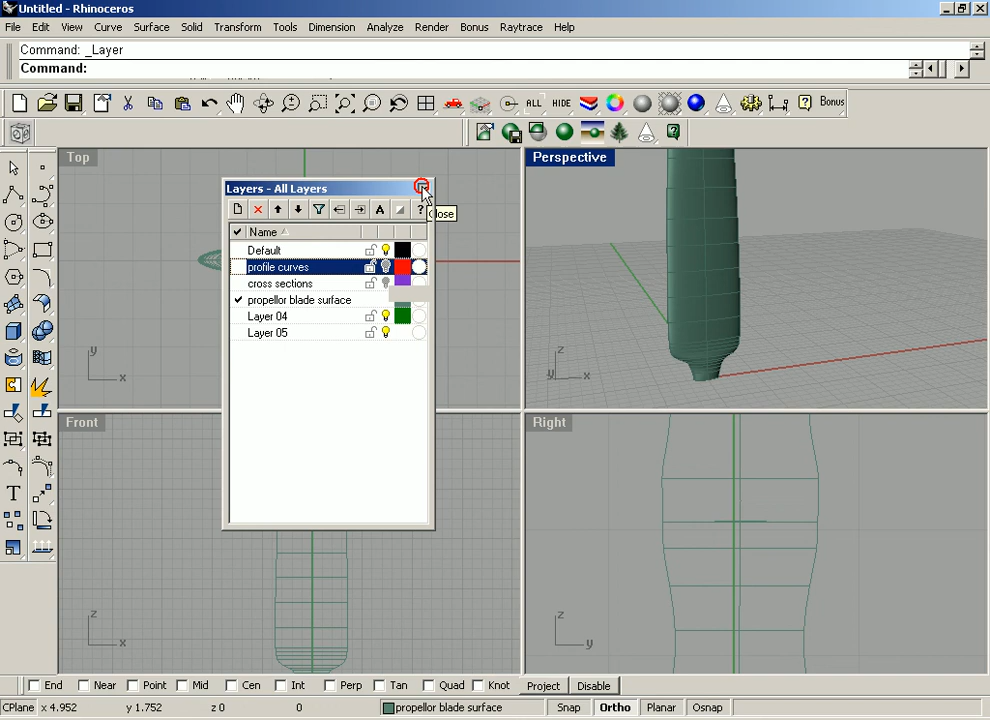 Untitled - Rhinoceros
File Edit View Curve Surface Solid Transform Tools Dimension Analyze Render Bonus Raytrace Help
Command: _Layer
Command:
ALL HIDE ? Bonus
Top
Perspective
Layers - All Layers
A ?
Close
Name
Default
profile curves
cross sections
propellor blade surface
Layer 04
Layer 05
y
x
z
y x
Front
Right
T
z
x
z
y
End Near Point Mid Cen Int Perp Tan Quad Knot Project Disable
CPlane x 4.952 y 1.752 z 0 0 propellor blade surface Snap Ortho Planar Osnap